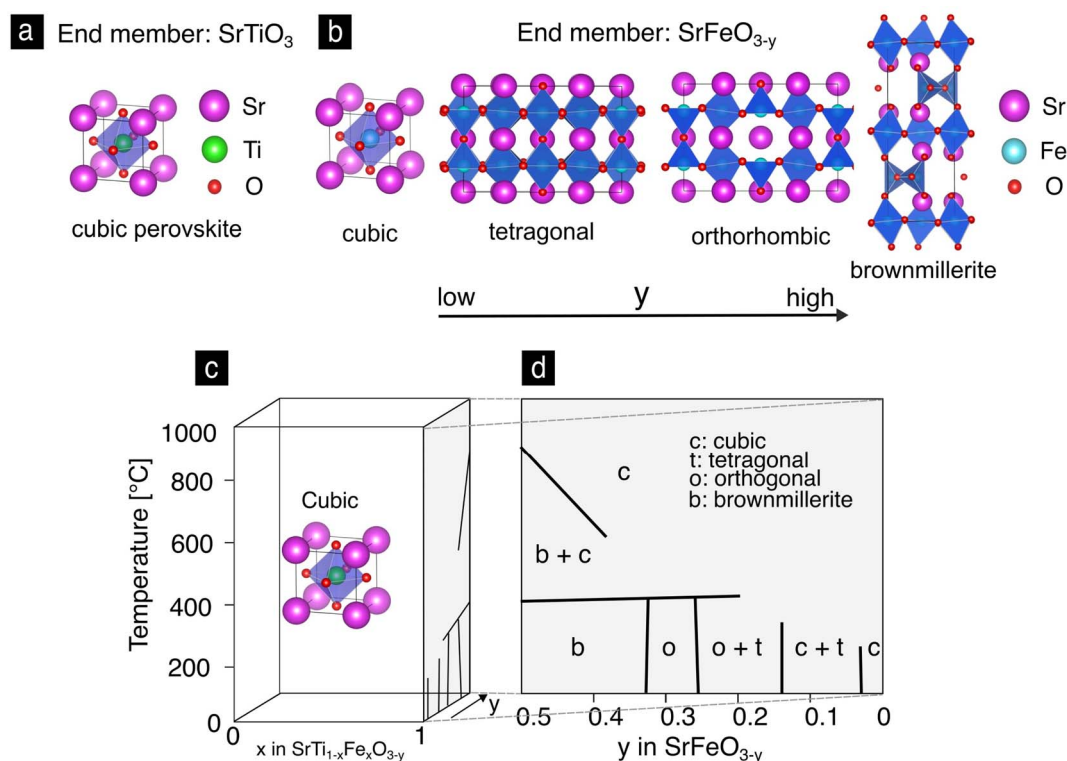 a End member: SrTiO3
Sr
Ti
O
cubic perovskite
b End member: SrFeO3-y
cubic
tetragonal
orthorhombic
brownmillerite
Sr
Fe
O
low y high
c
Temperature [°C]
1000
800
600
400
200
0
Cubic
y
0 1
x in SrTi1-xFexO3-y
d
c: cubic
t: tetragonal
o: orthogonal
b: brownmillerite
c
b + c
b o o + t c + t c
0.5 0.4 0.3 0.2 0.1 0
y in SrFeO3-y